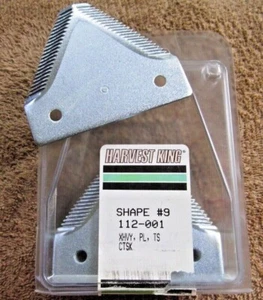 HARVEST KING
SHAPE #9
112-001
XHVY, PL, TS
CTSK